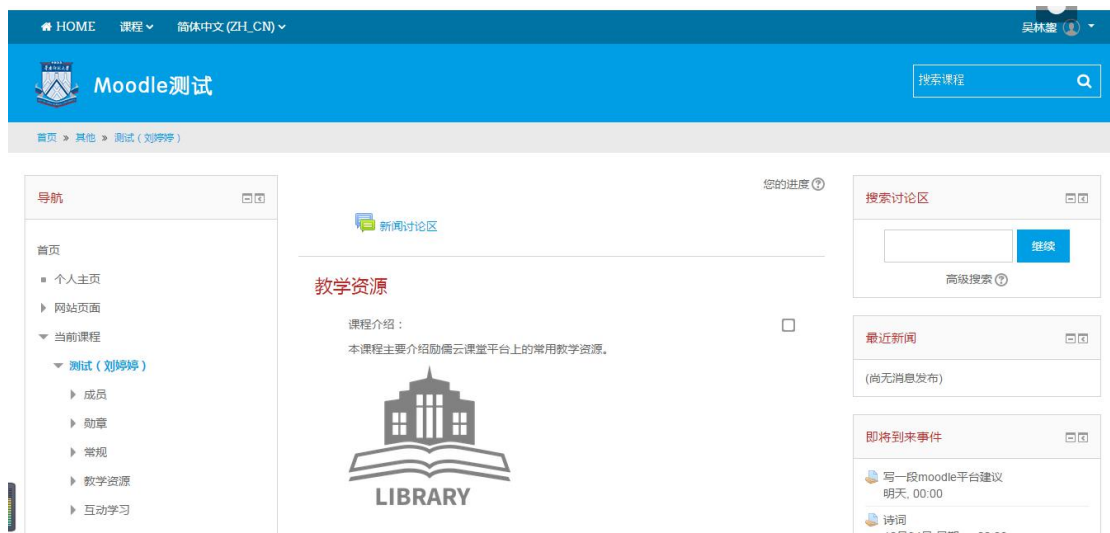 HOME 课程 简体中文 (ZH_CN)
吴林鎏
Moodle测试
搜索课程
首页 » 其他 » 测试（刘婷婷）
导航
首页
个人主页
网站页面
当前课程
测试（刘婷婷）
成员
勋章
常规
教学资源
互动学习
您的进度
新闻讨论区
教学资源
课程介绍：
本课程主要介绍励儒云课堂平台上的常用教学资源。
LIBRARY
搜索讨论区
继续
高级搜索
最近新闻
(尚无消息发布)
即将到来事件
写一段moodle平台建议
明天, 00:00
诗词